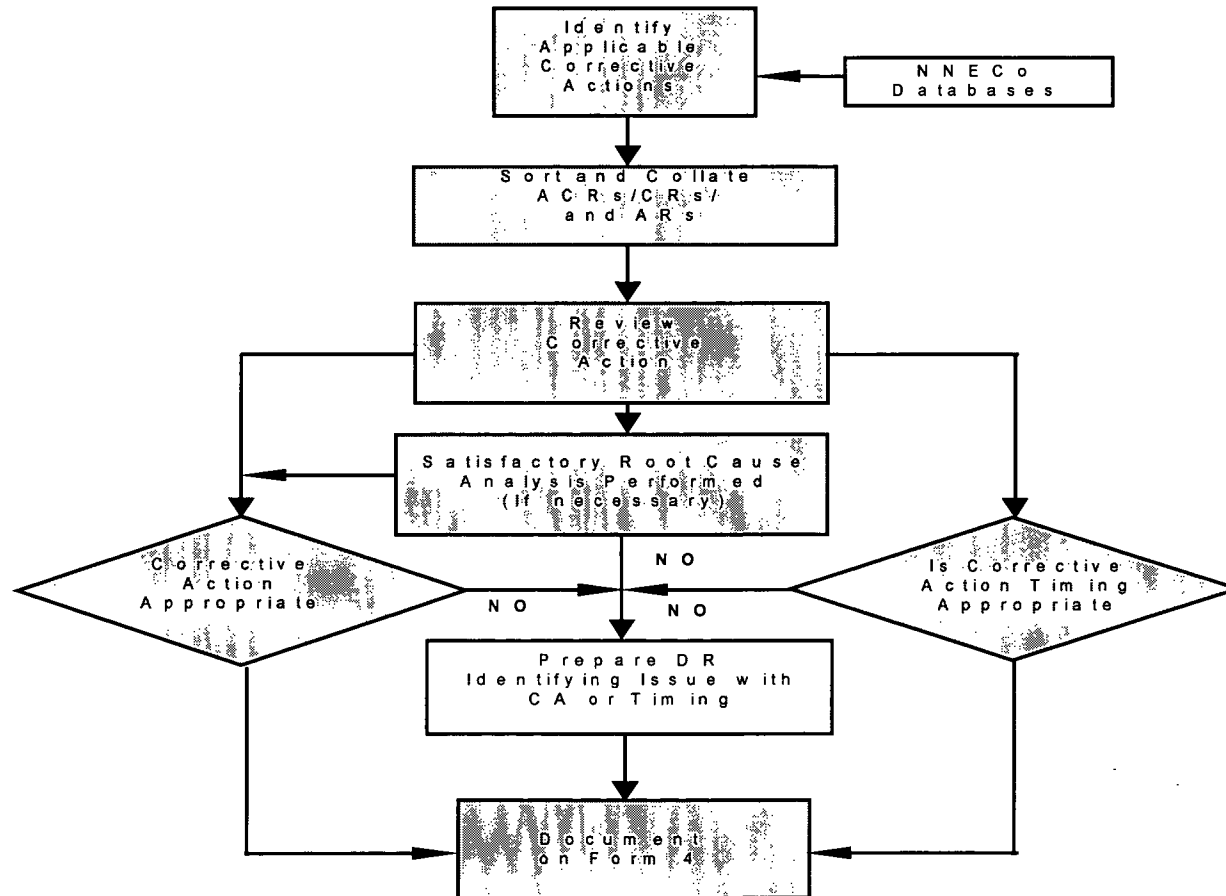 Identify
Applicable
Corrective
Actions
NNECo
Databases
Sort and Collate
ACRs/CRs/
and ARs
Review
Corrective
Action
Satisfactory Root Cause
Analysis Performed
(If necessary)
NO
Corrective
Action
Appropriate
NO
NO
Is Corrective
Action Timing
Appropriate
Prepare DR
Identifying Issue with
CA or Timing
Document
on Form 4